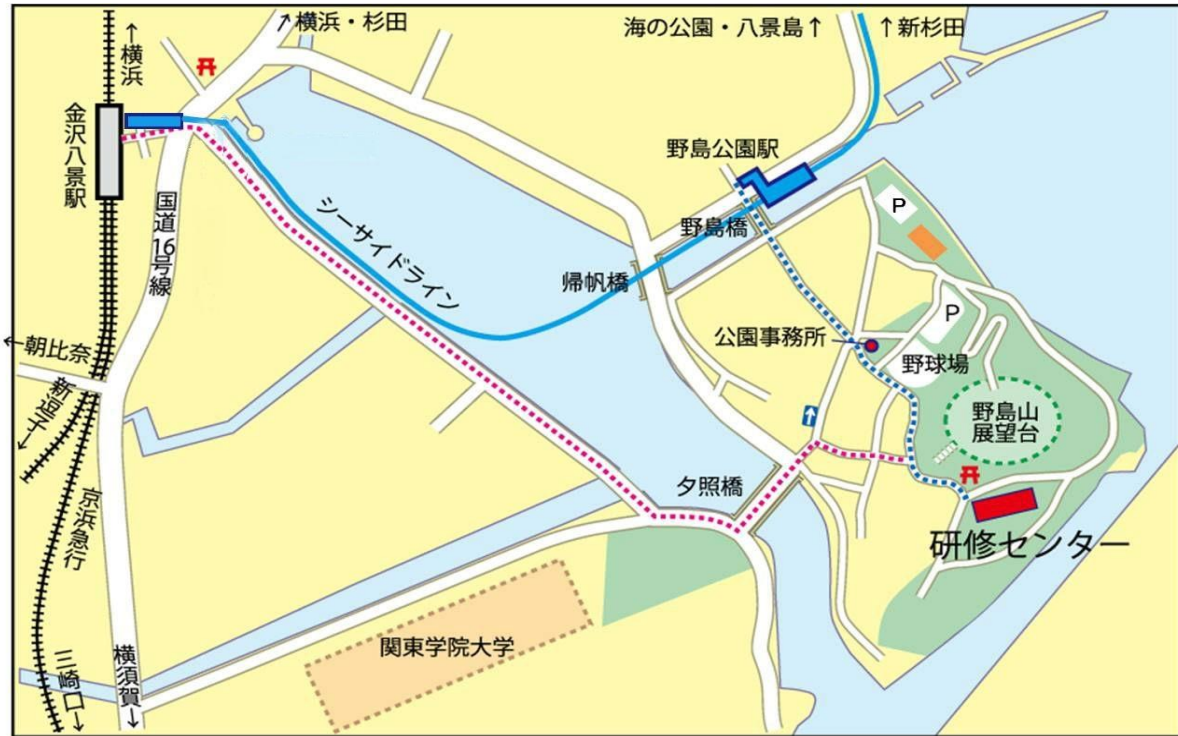 ↗横浜・杉田
海の公園・八景島↑
↑新杉田
←横浜
金沢八景駅
野島公園駅
P
国道16号線
シーサイドライン
野島橋
帰帆橋
P
公園事務所
野球場
←朝比奈
新逗子→
野島山
展望台
京浜急行
夕照橋
研修センター
関東学院大学
三崎口→
横須賀→